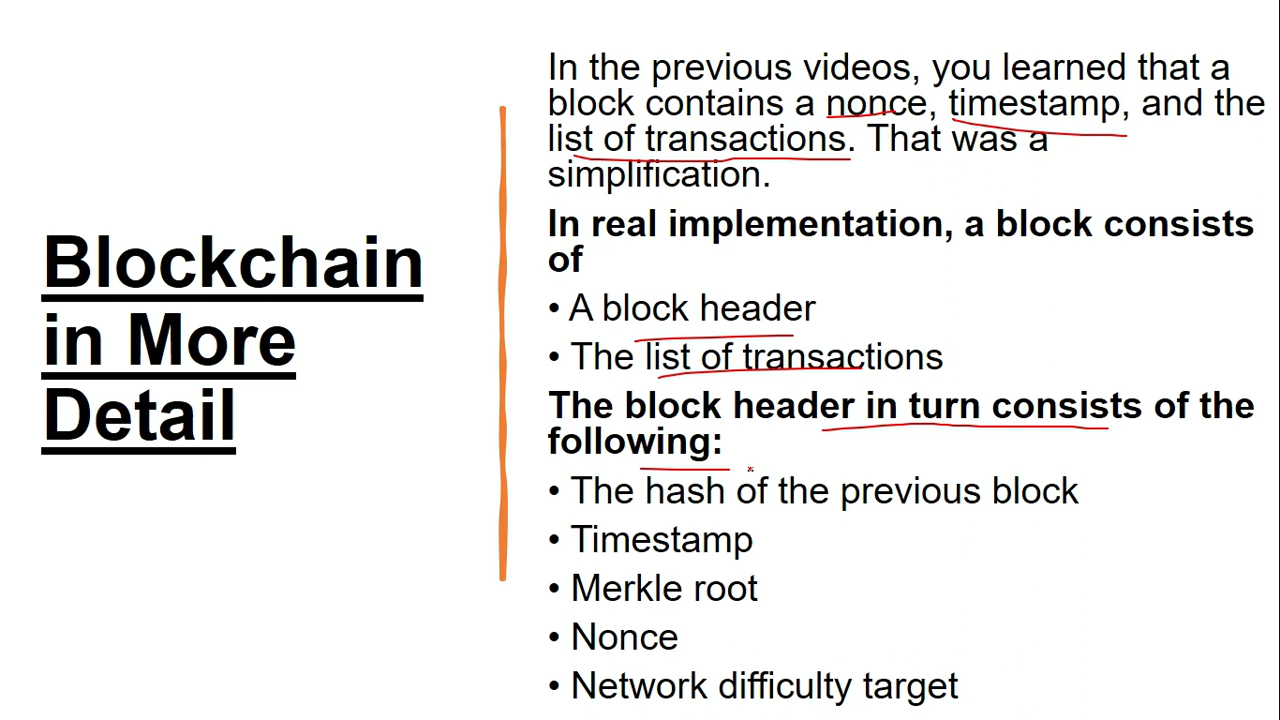 Blockchain
in More
Detail
In the previous videos, you learned that a
block contains a nonce, timestamp, and the
list of transactions. That was a
simplification.
In real implementation, a block consists
of
• A block header
• The list of transactions
The block header in turn consists of the
following:
• The hash of the previous block
• Timestamp
• Merkle root
• Nonce
• Network difficulty target